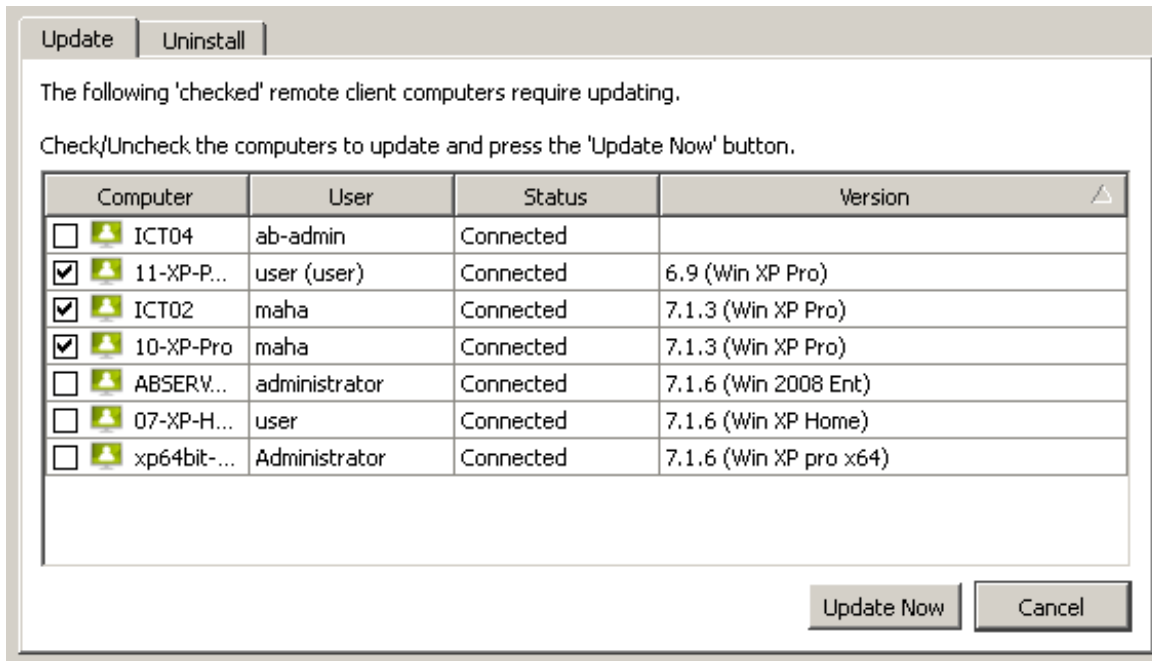 Update Uninstall
The following 'checked' remote client computers require updating.
Check/Uncheck the computers to update and press the 'Update Now' button.
Computer User Status Version
ICT04 ab-admin Connected
11-XP-P... user (user) Connected 6.9 (Win XP Pro)
ICT02 maha Connected 7.1.3 (Win XP Pro)
10-XP-Pro maha Connected 7.1.3 (Win XP Pro)
ABSERV... administrator Connected 7.1.6 (Win 2008 Ent)
07-XP-H... user Connected 7.1.6 (Win XP Home)
xp64bit-... Administrator Connected 7.1.6 (Win XP pro x64)
Update Now Cancel